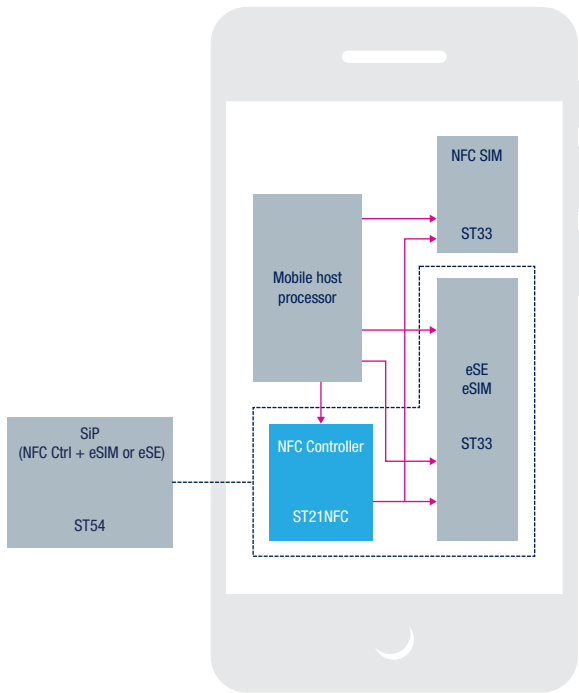 NFC SIM
ST33
Mobile host
processor
eSE
eSIM
ST33
NFC Controller
ST21NFC
SiP
(NFC Ctrl + eSIM or eSE)
ST54